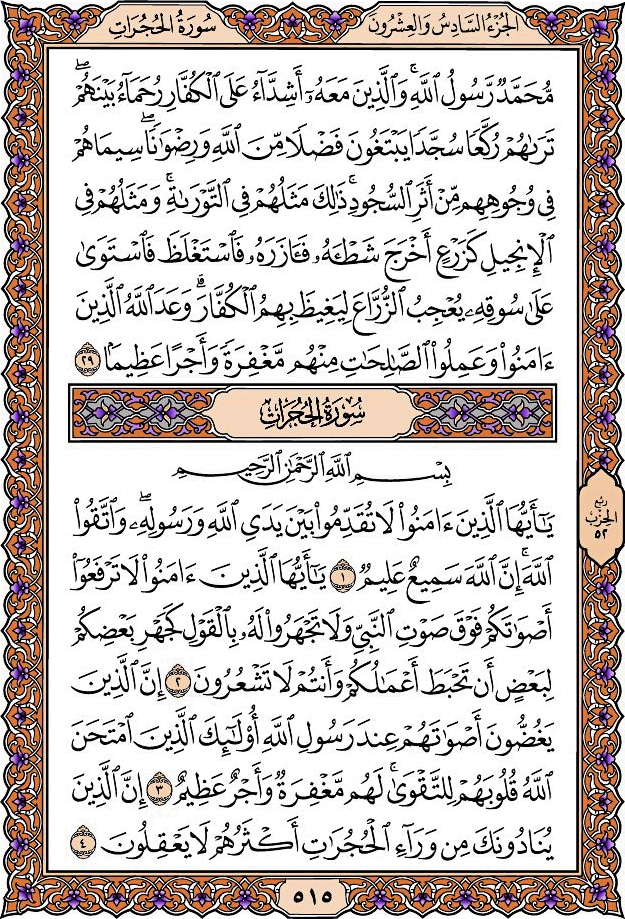 الجُزْءُ السَّادِسُ وَالعِشْرُونَ
سُورَةُ الحُجُرَاتِ
مُّحَمَّدٌ رَّسُولُ ٱللَّهِۚ وَٱلَّذِينَ مَعَهُۥٓ أَشِدَّآءُ عَلَى ٱلْكُفَّارِ رُحَمَآءُ بَيْنَهُمْۖ
تَرَىٰهُمْ رُكَّعًا سُجَّدًا يَبْتَغُونَ فَضْلًا مِّنَ ٱللَّهِ وَرِضْوَٰنًاۖ سِيمَاهُمْ
فِى وُجُوهِهِم مِّنْ أَثَرِ ٱلسُّجُودِۚ ذَٰلِكَ مَثَلُهُمْ فِى ٱلتَّوْرَىٰةِۚ وَمَثَلُهُمْ فِى
ٱلْإِنجِيلِ كَزَرْعٍ أَخْرَجَ شَطْـَٔهُۥ فَـَٔازَرَهُۥ فَٱسْتَغْلَظَ فَٱسْتَوَىٰ
عَلَىٰ سُوقِهِۦ يُعْجِبُ ٱلزُّرَّاعَ لِيَغِيظَ بِهِمُ ٱلْكُفَّارَۗ وَعَدَ ٱللَّهُ ٱلَّذِينَ
ءَامَنُوا۟ وَعَمِلُوا۟ ٱلصَّٰلِحَٰتِ مِنْهُم مَّغْفِرَةً وَأَجْرًا عَظِيمًۢا ٢٩
سُورَةُ الحُجُرَاتِ
بِسْمِ ٱللَّهِ ٱلرَّحْمَٰنِ ٱلرَّحِيمِ
يَٰٓأَيُّهَا ٱلَّذِينَ ءَامَنُوا۟ لَا تُقَدِّمُوا۟ بَيْنَ يَدَىِ ٱللَّهِ وَرَسُولِهِۦۖ وَٱتَّقُوا۟
ٱللَّهَۚ إِنَّ ٱللَّهَ سَمِيعٌ عَلِيمٌ ١ يَٰٓأَيُّهَا ٱلَّذِينَ ءَامَنُوا۟ لَا تَرْفَعُوٓا۟
أَصْوَٰتَكُمْ فَوْقَ صَوْتِ ٱلنَّبِىِّ وَلَا تَجْهَرُوا۟ لَهُۥ بِٱلْقَوْلِ كَجَهْرِ بَعْضِكُمْ
لِبَعْضٍ أَن تَحْبَطَ أَعْمَٰلُكُمْ وَأَنتُمْ لَا تَشْعُرُونَ ٢ إِنَّ ٱلَّذِينَ
يَغُضُّونَ أَصْوَٰتَهُمْ عِندَ رَسُولِ ٱللَّهِ أُو۟لَٰٓئِكَ ٱلَّذِينَ ٱمْتَحَنَ
ٱللَّهُ قُلُوبَهُمْ لِلتَّقْوَىٰۚ لَهُم مَّغْفِرَةٌ وَأَجْرٌ عَظِيمٌ ٣ إِنَّ ٱلَّذِينَ
يُنَادُونَكَ مِن وَرَآءِ ٱلْحُجُرَٰتِ أَكْثَرُهُمْ لَا يَعْقِلُونَ ٤
رُبع
الحِزْب
٥٢
٥١٥